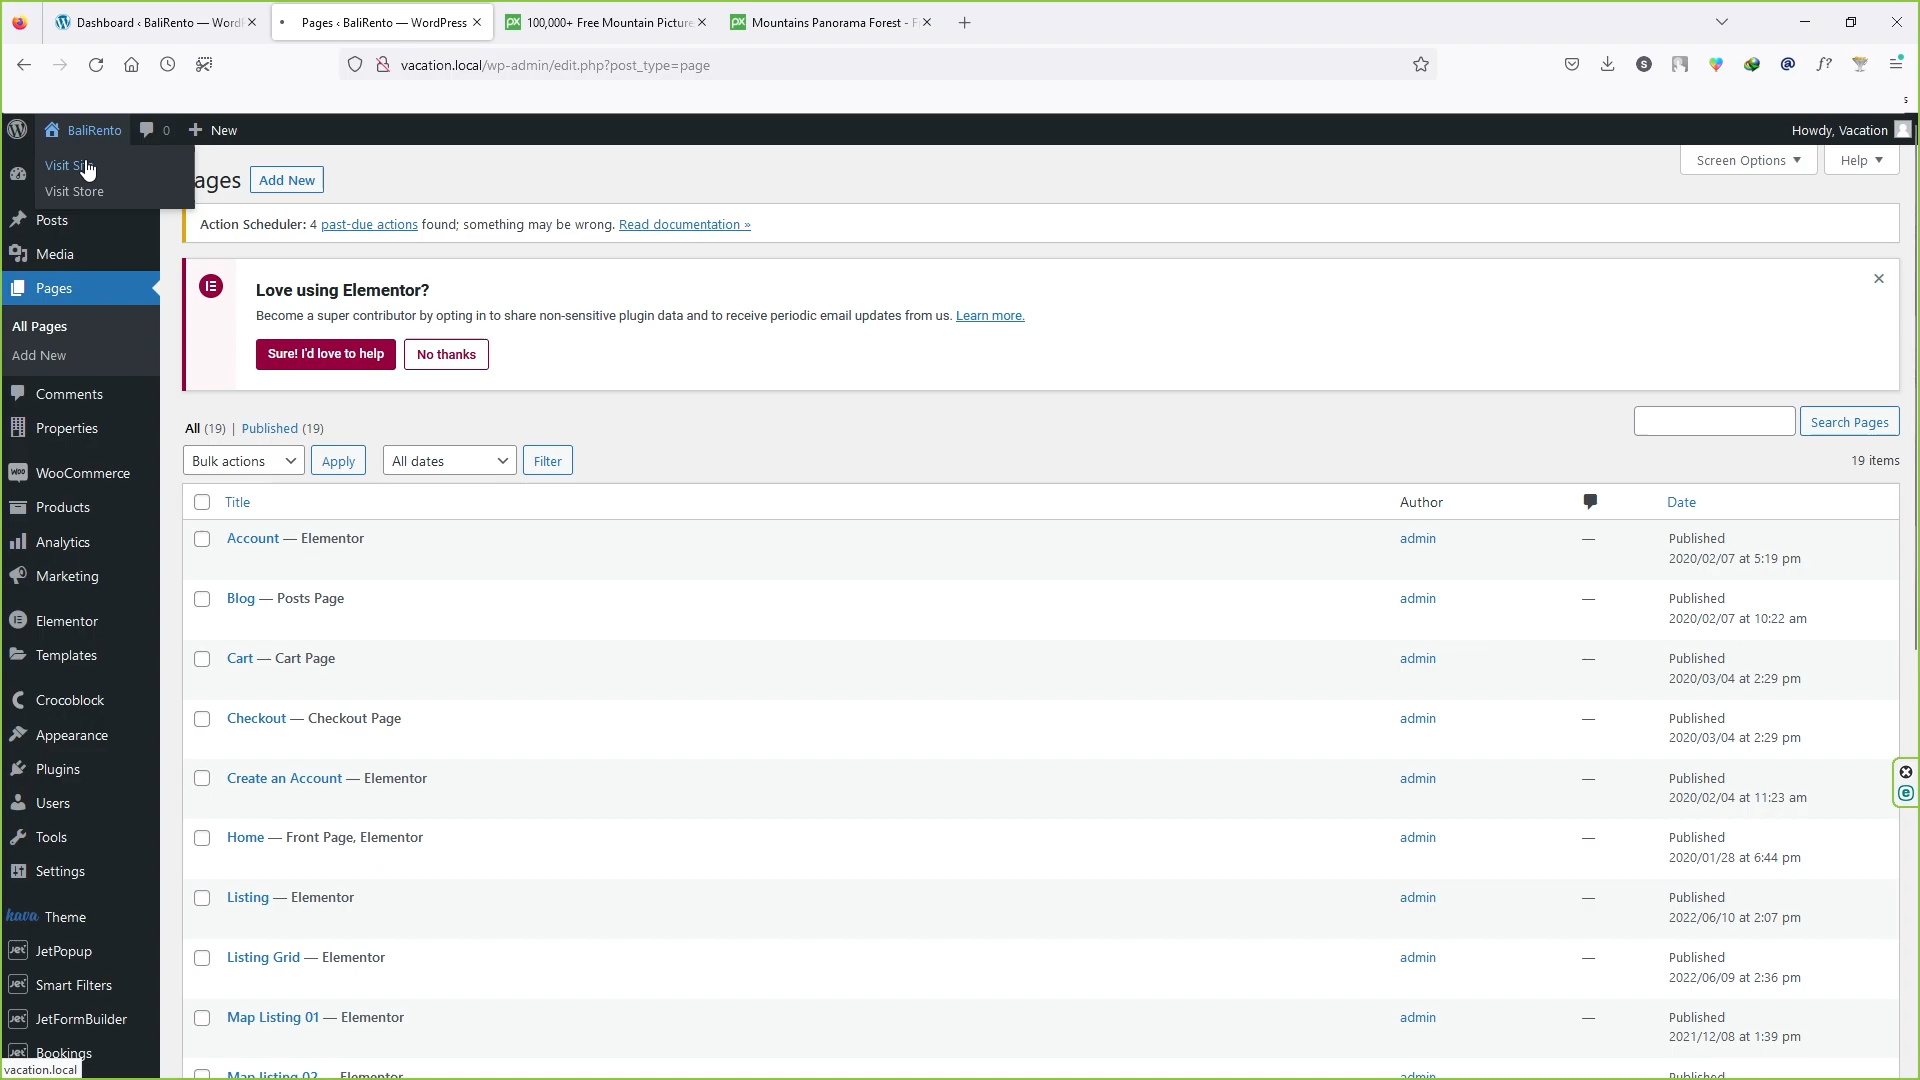 Dashboard ‹ BaliRento — Word
Pages ‹ BaliRento — WordPress
100,000+ Free Mountain Picture
Mountains Panorama Forest -
vacation.local/wp-admin/edit.php?post_type=page
BaliRento
0
New
Howdy, Vacation
Visit
Visit Store
ages
Add New
Screen Options
Help
Action Scheduler: 4 past-due actions found; something may be wrong. Read documentation »
Love using Elementor?
Become a super contributor by opting in to share non-sensitive plugin data and to receive periodic email updates from us. Learn more.
Sure! I'd love to help
No thanks
Posts
Media
Pages
All Pages
Add New
Comments
Properties
WooCommerce
Products
Analytics
Marketing
Elementor
Templates
Crocoblock
Appearance
Plugins
Users
Tools
Settings
kava Theme
JetPopup
Smart Filters
JetFormBuilder
Bookings
vacation.local
All (19) | Published (19)
Search Pages
Bulk actions
Apply
All dates
Filter
19 items
Title
Author
Date
Account — Elementor
admin
—
Published
2020/02/07 at 5:19 pm
Blog — Posts Page
admin
—
Published
2020/02/07 at 10:22 am
Cart — Cart Page
admin
—
Published
2020/03/04 at 2:29 pm
Checkout — Checkout Page
admin
—
Published
2020/03/04 at 2:29 pm
Create an Account — Elementor
admin
—
Published
2020/02/04 at 11:23 am
Home — Front Page, Elementor
admin
—
Published
2020/01/28 at 6:44 pm
Listing — Elementor
admin
—
Published
2022/06/10 at 2:07 pm
Listing Grid — Elementor
admin
—
Published
2022/06/09 at 2:36 pm
Map Listing 01 — Elementor
admin
—
Published
2021/12/08 at 1:39 pm
Map listing 02 — Elementor
admin
Published